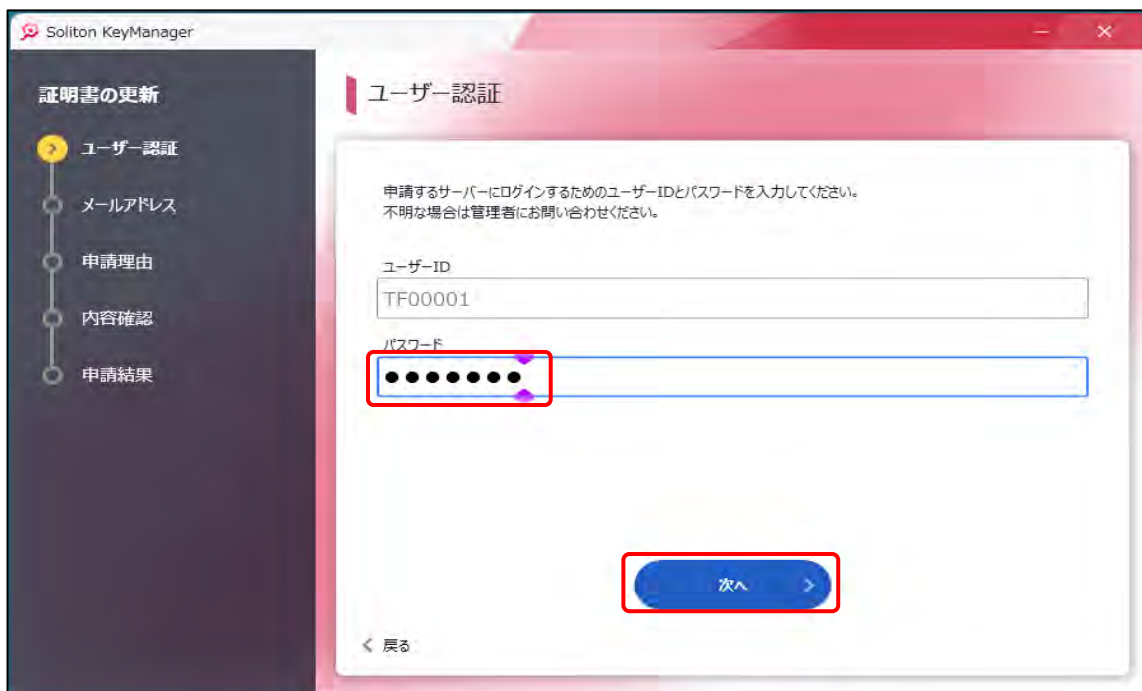 Soliton KeyManager
証明書の更新
ユーザー認証
メールアドレス
申請理由
内容確認
申請結果
ユーザー認証
申請するサーバーにログインするためのユーザーIDとパスワードを入力してください。
不明な場合は管理者にお問い合わせください。
ユーザーID
TF00001
パスワード
●●●●●●●
次へ
戻る